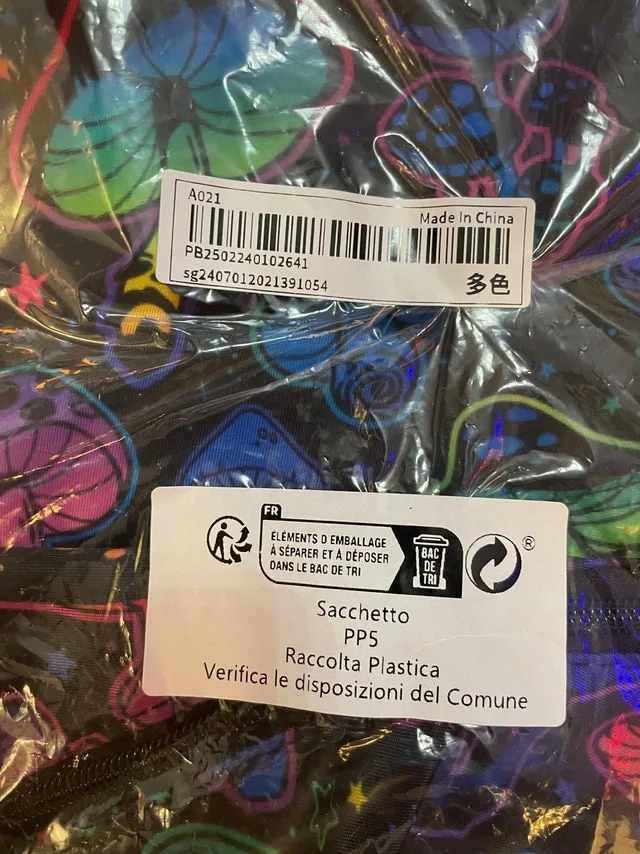 A021
Made In China
PB2502240102641
sg2407012021391054
多色
FR
ÉLÉMENTS D EMBALLAGE
À SÉPARER ET À DÉPOSER
DANS LE BAC DE TRI
BAC
DE
TRI
®
Sacchetto
PP5
Raccolta Plastica
Verifica le disposizioni del Comune